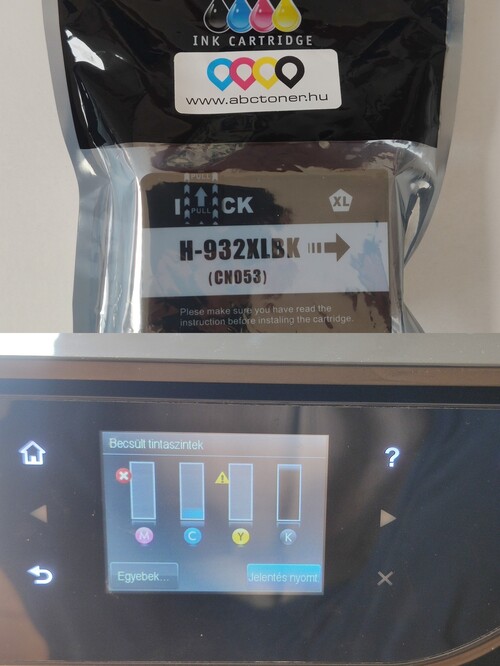 INK CARTRIDGE
www.abctoner.hu
PULL
CK
XL
H-932XLBK
(CN053)
Plese make sure you have read the
instruction before instaling the cartridge.
Becsült tintaszintek
?
M C Y K
Egyebek...
Jelentés nyomt